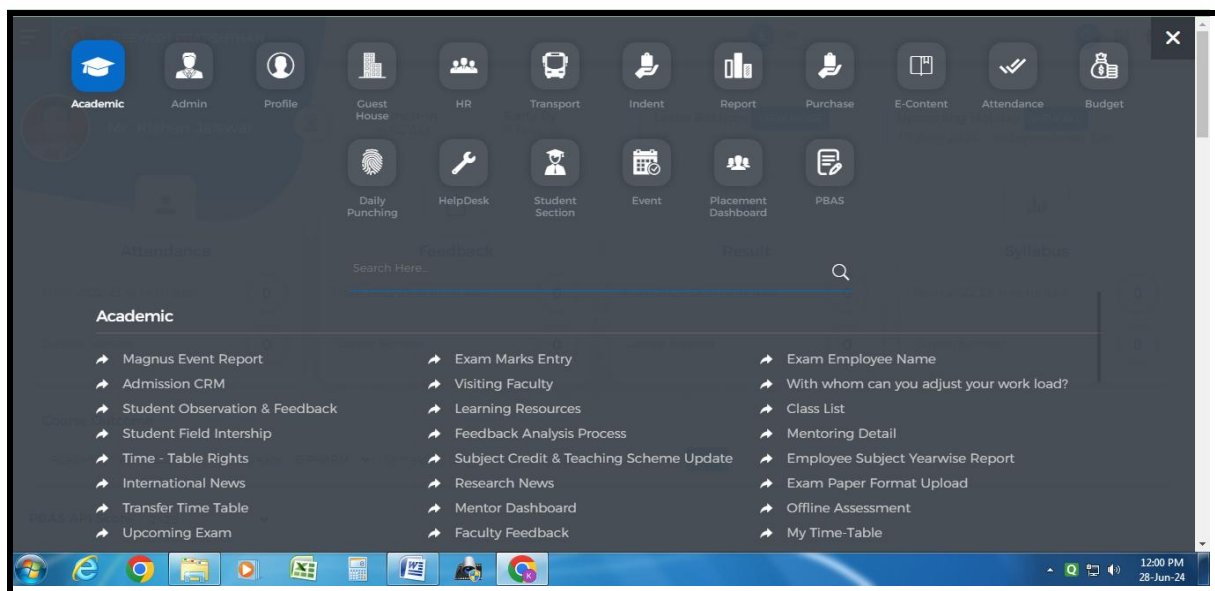 Academic Admin Profile Guest House HR Transport Indent Report Purchase E-Content Attendance Budget
Daily Punching HelpDesk Student Section Event Placement Dashboard PBAS
Attendance Feedback Result Syllabus
Search Here..
Academic
Magnus Event Report Exam Marks Entry Exam Employee Name
Admission CRM Visiting Faculty With whom can you adjust your work load?
Student Observation & Feedback Learning Resources Class List
Student Field Intership Feedback Analysis Process Mentoring Detail
Time - Table Rights Subject Credit & Teaching Scheme Update Employee Subject Yearwise Report
International News Research News Exam Paper Format Upload
Transfer Time Table Mentor Dashboard Offline Assessment
Upcoming Exam Faculty Feedback My Time-Table
12:00 PM
28-Jun-24